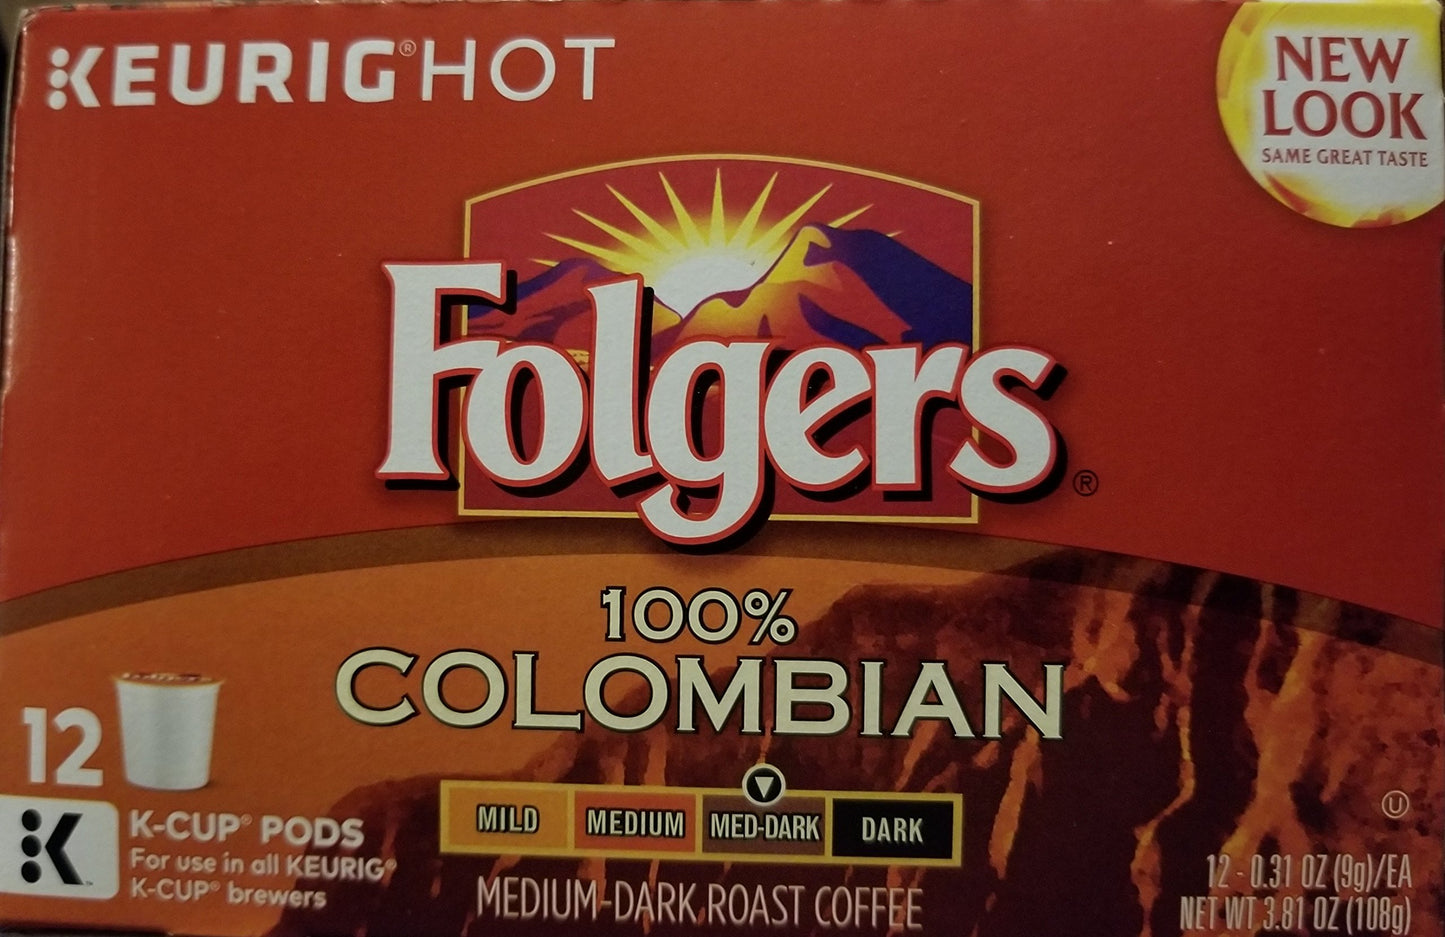 KEURIG® HOT
NEW
LOOK
SAME GREAT TASTE
Folgers®
100%
COLOMBIAN
12
K
K-CUP® PODS
For use in all KEURIG®
K-CUP® brewers
MILD MEDIUM MED-DARK DARK
MEDIUM-DARK ROAST COFFEE
U
12 - 0.31 OZ (9g)/EA
NET WT 3.81 OZ (108g)